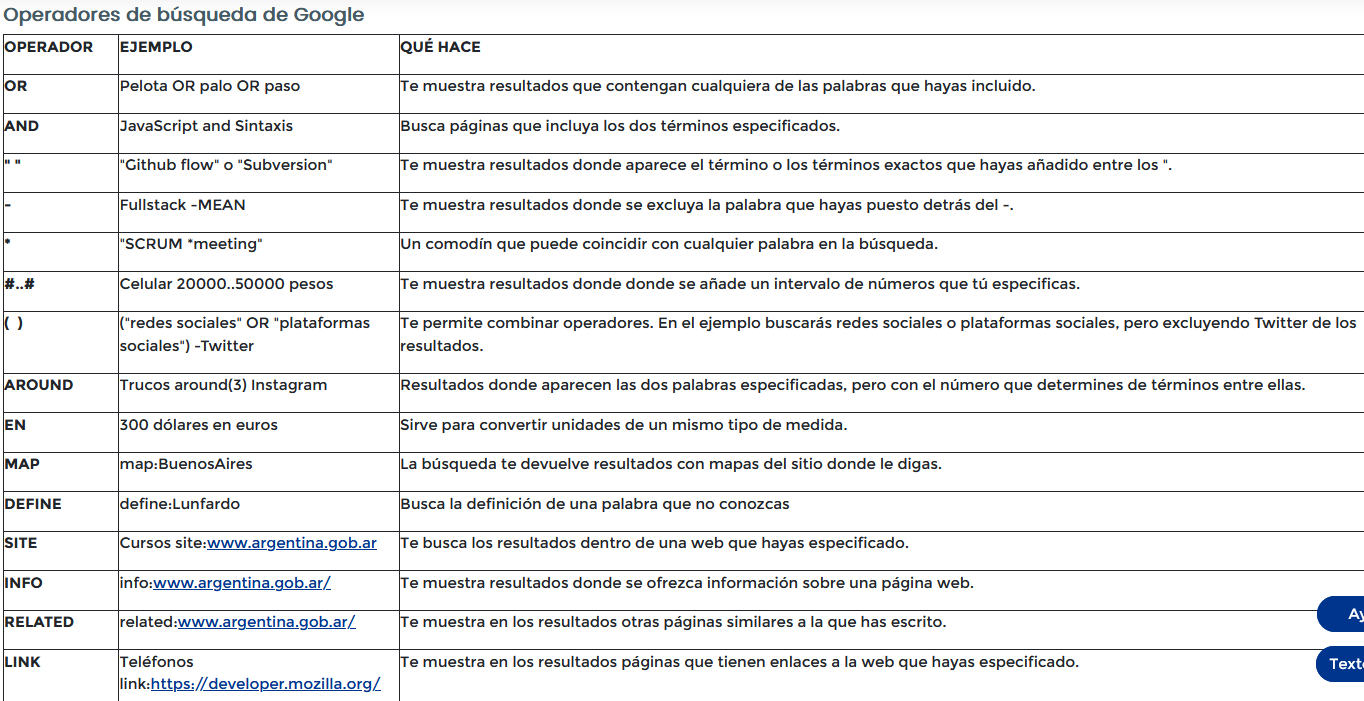 Operadores de búsqueda de Google
OPERADOR EJEMPLO QUÉ HACE
OR Pelota OR palo OR paso Te muestra resultados que contengan cualquiera de las palabras que hayas incluido.
AND JavaScript and Sintaxis Busca páginas que incluya los dos términos especificados.
" " "Github flow" o "Subversion" Te muestra resultados donde aparece el término o los términos exactos que hayas añadido entre los ".
- Fullstack -MEAN Te muestra resultados donde se excluya la palabra que hayas puesto detrás del -.
* "SCRUM *meeting" Un comodín que puede coincidir con cualquier palabra en la búsqueda.
#..# Celular 20000..50000 pesos Te muestra resultados donde donde se añade un intervalo de números que tú especificas.
( ) ("redes sociales" OR "plataformas Te permite combinar operadores. En el ejemplo buscarás redes sociales o plataformas sociales, pero excluyendo Twitter de los
sociales") -Twitter resultados.
AROUND Trucos around(3) Instagram Resultados donde aparecen las dos palabras especificadas, pero con el número que determines de términos entre ellas.
EN 300 dólares en euros Sirve para convertir unidades de un mismo tipo de medida.
MAP map:BuenosAires La búsqueda te devuelve resultados con mapas del sitio donde le digas.
DEFINE define:Lunfardo Busca la definición de una palabra que no conozcas
SITE Cursos site:www.argentina.gob.ar Te busca los resultados dentro de una web que hayas especificado.
INFO info:www.argentina.gob.ar/ Te muestra resultados donde se ofrezca información sobre una página web.
RELATED related:www.argentina.gob.ar/ Te muestra en los resultados otras páginas similares a la que has escrito.
LINK Teléfonos Te muestra en los resultados páginas que tienen enlaces a la web que hayas especificado.
link:https://developer.mozilla.org/